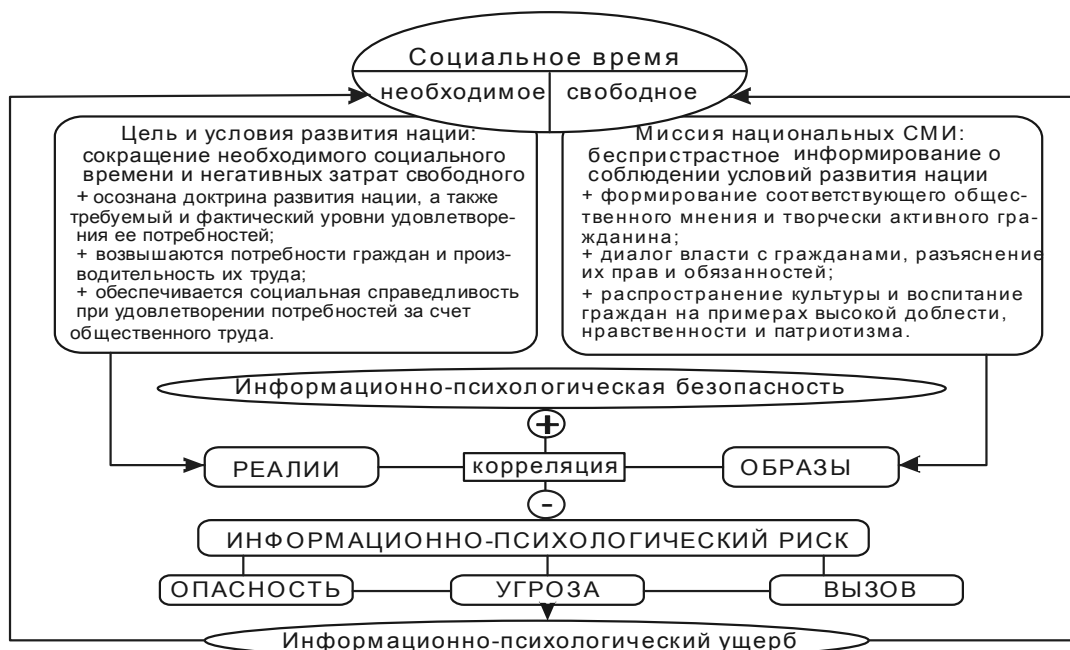 Социальное время
необходимое свободное
Цель и условия развития нации:
сокращение необходимого социального
времени и негативных затрат свободного
+ осознана доктрина развития нации, а также
требуемый и фактический уровни удовлетворе-
ния ее потребностей;
+ возвышаются потребности граждан и произ-
водительность их труда;
+ обеспечивается социальная справедливость
при удовлетворении потребностей за счет
общественного труда.
Миссия национальных СМИ:
беспристрастное информирование о
соблюдении условий развития нации
+ формирование соответствующего общес-
твенного мнения и творчески активного гра-
жданина;
+ диалог власти с гражданами, разъяснение
их прав и обязанностей;
+ распространение культуры и воспитание
граждан на примерах высокой доблести,
нравственности и патриотизма.
Информационно-психологическая безопасность
+
РЕАЛИИ корреляция ОБРАЗЫ
-
ИНФОРМАЦИОННО-ПСИХОЛОГИЧЕСКИЙ РИСК
ОПАСНОСТЬ УГРОЗА ВЫЗОВ
Информационно-психологический ущерб